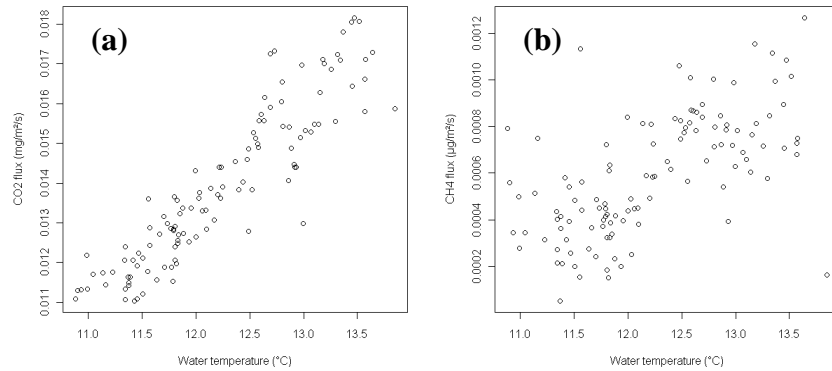 (a)
CO2 flux (mg/m²/s)
0.018
0.017
0.016
0.015
0.014
0.013
0.012
0.011
11.0 11.5 12.0 12.5 13.0 13.5
Water temperature (°C)
(b)
CH4 flux (µg/m²/s)
0.0012
0.0010
0.0008
0.0006
0.0004
0.0002
11.0 11.5 12.0 12.5 13.0 13.5
Water temperature (°C)